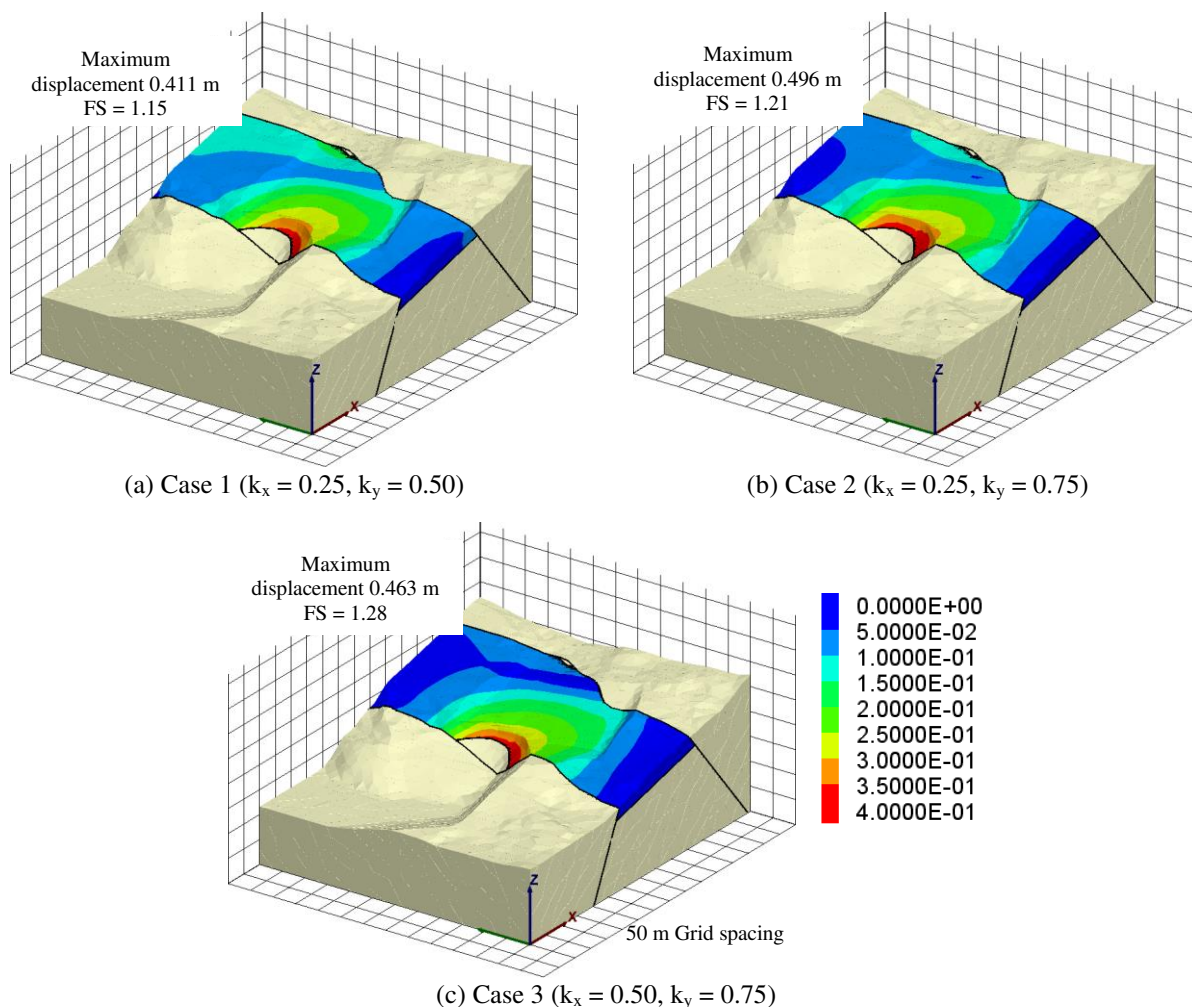 Maximum
displacement 0.411 m
FS = 1.15
Maximum
displacement 0.496 m
FS = 1.21
Z
X
Z
X
(a) Case 1 (kₓ = 0.25, kᵧ = 0.50)
(b) Case 2 (kₓ = 0.25, kᵧ = 0.75)
Maximum
displacement 0.463 m
FS = 1.28
0.0000E+00
5.0000E-02
1.0000E-01
1.5000E-01
2.0000E-01
2.5000E-01
3.0000E-01
3.5000E-01
4.0000E-01
Z
X
50 m Grid spacing
(c) Case 3 (kₓ = 0.50, kᵧ = 0.75)